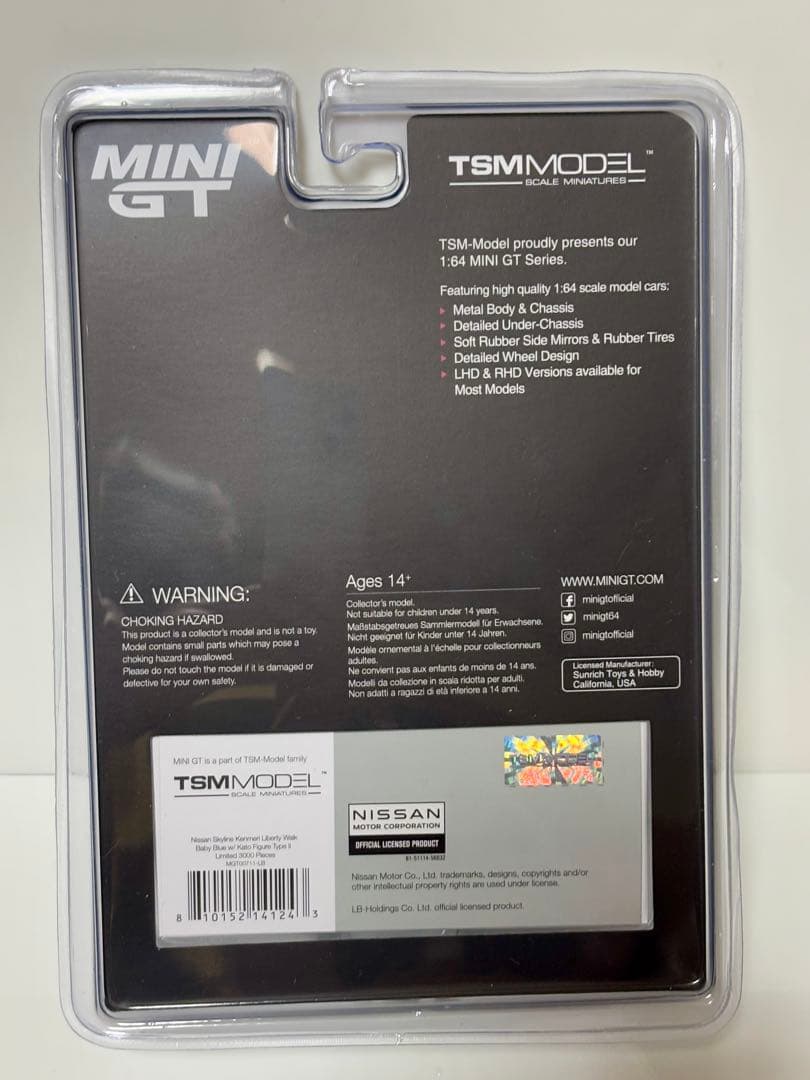 MINI
GT
TSMMODEL™
SCALE MINIATURES
TSM-Model proudly presents our
1:64 MINI GT Series.
Featuring high quality 1:64 scale model cars:
Metal Body & Chassis
Detailed Under-Chassis
Soft Rubber Side Mirrors & Rubber Tires
Detailed Wheel Design
LHD & RHD Versions available for
Most Models
WARNING:
CHOKING HAZARD
This product is a collector's model and is not a toy.
Model contains small parts which may pose a
choking hazard if swallowed.
Please do not touch the model if it is damaged or
defective for your own safety.
Ages 14+
Collector's model.
Not suitable for children under 14 years.
Maßstabsgetreues Sammlermodell für Erwachsene.
Nicht geeignet für Kinder unter 14 Jahren.
Modèle ornemental à l'échelle pour collectionneurs
adultes.
Ne convient pas aux enfants de moins de 14 ans.
Modelli da collezione in scala ridotta per adulti.
Non adatti a ragazzi di età inferiore a 14 anni.
WWW.MINIGT.COM
minigtofficial
minigt64
minigtofficial
Licensed Manufacturer:
Sunrich Toys & Hobby
California, USA
MINI GT is a part of TSM-Model family
TSMMODEL™
SCALE MINIATURES
Nissan Skyline Kenmeri Liberty Walk
Baby Blue w/ Kato Figure Type II
Limited 3000 Pieces
MGT00711-LB
8 10152 14124 3
NISSAN
MOTOR CORPORATION
OFFICIAL LICENSED PRODUCT
Nissan Motor Co., Ltd. trademarks, designs, copyrights and/or
other intellectual property rights are used under license.
LB-Holdings Co. Ltd. official licensed product.